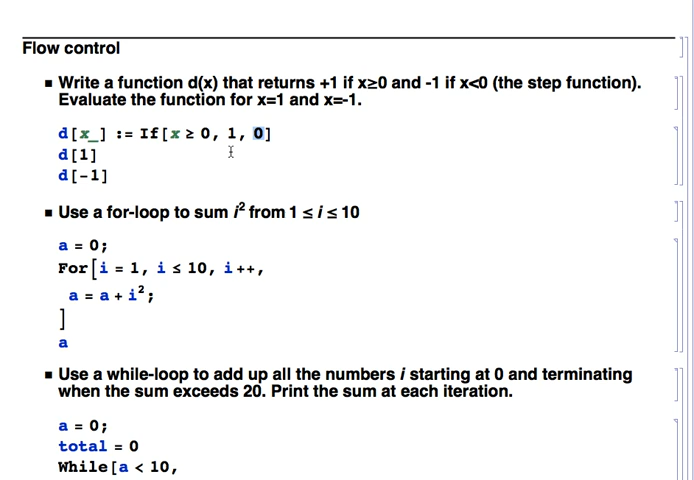 Flow control
▪ Write a function d(x) that returns +1 if x≥0 and -1 if x<0 (the step function).
Evaluate the function for x=1 and x=-1.
d[x_] := If[x ≥ 0, 1, 0]
d[1]
d[-1]
▪ Use a for-loop to sum i² from 1 ≤ i ≤ 10
a = 0;
For[i = 1, i ≤ 10, i++,
a = a + i²;
]
a
▪ Use a while-loop to add up all the numbers i starting at 0 and terminating
when the sum exceeds 20. Print the sum at each iteration.
a = 0;
total = 0
While[a < 10,